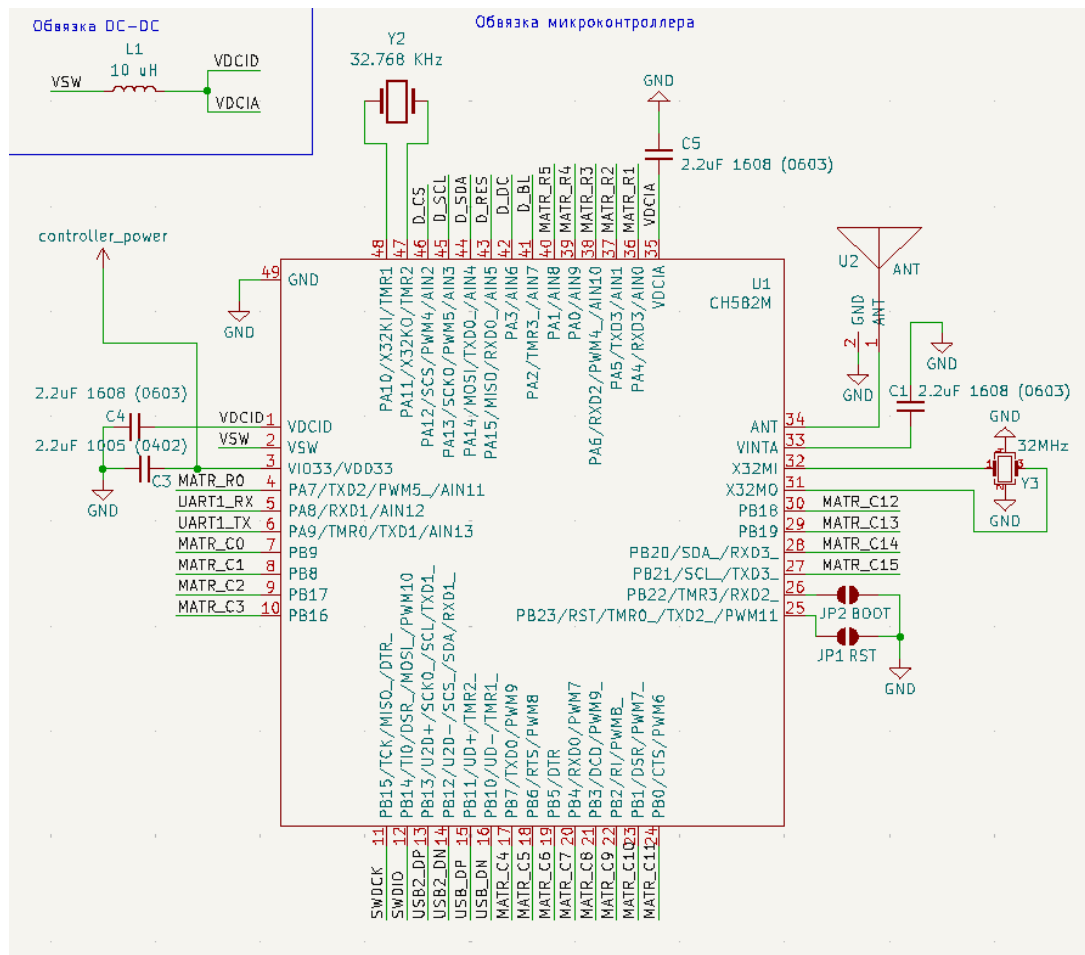 Обвязка DC-DC
L1
10 uH
VSW
VDCID
VDCIA
Обвязка микроконтроллера
Y2
32.768 KHz
GND
C5
2.2uF 1608 (0603)
D_CS
D_SCL
D_SDA
D_RES
D_DC
D_BL
MATR_R5
MATR_R4
MATR_R3
MATR_R2
MATR_R1
VDCIA
48
47
46
45
44
43
42
41
40
39
38
37
36
35
controller_power
49
GND
GND
PA10/X32KI/TMR1
PA11/X32KO/TMR2
PA12/SCS/PWM4/AIN2
PA13/SCK0/PWM5/AIN3
PA14/MOSI/TXD0_/AIN4
PA15/MISO/RXD0_/AIN5
PA3/AIN6
PA2/TMR3_/AIN7
PA1/AIN8
PA0/AIN9
PA6/RXD2/PWM4_/AIN10
PA5/TXD3/AIN1
PA4/RXD3/AIN0
VDCIA
U1
CH582M
U2
ANT
GND
ANT
2
1
GND
GND
C1 2.2uF 1608 (0603)
2.2uF 1608 (0603)
C4
2.2uF 1005 (0402)
C3
GND
VDCID 1 VDCID
VSW 2 VSW
3 VIO33/VDD33
MATR_R0 4 PA7/TXD2/PWM5_/AIN11
UART1_RX 5 PA8/RXD1/AIN12
UART1_TX 6 PA9/TMR0/TXD1/AIN13
MATR_C0 7 PB9
MATR_C1 8 PB8
MATR_C2 9 PB17
MATR_C3 10 PB16
ANT 34
VINTA 33
X32MI 32
X32MO 31
PB18 30 MATR_C12
PB19 29 MATR_C13
PB20/SDA_/RXD3_ 28 MATR_C14
PB21/SCL_/TXD3_ 27 MATR_C15
PB22/TMR3/RXD2_ 26
PB23/RST/TMR0_/TXD2_/PWM11 25
GND
32MHz
1
3
Y3
GND
JP2 BOOT
JP1 RST
GND
PB15/TCK/MISO_/DTR_
PB14/TIO/DSR_/MOSI_/PWM10
PB13/U2D+/SCK0_/SCL/TXD1_
PB12/U2D-/SCS_/SDA/RXD1_
PB11/UD+/TMR2_
PB10/UD-/TMR1_
PB7/TXD0/PWM9
PB6/RTS/PWM8
PB5/DTR
PB4/RXD0/PWM7
PB3/DCD/PWM9_
PB2/RI/PWM8_
PB1/DSR/PWM7_
PB0/CTS/PWM6
11
12
13
14
15
16
17
18
19
20
21
22
23
24
SWDCK
SWDIO
USB2_DP
USB2_DN
USB_DP
USB_DN
MATR_C4
MATR_C5
MATR_C6
MATR_C7
MATR_C8
MATR_C9
MATR_C10
MATR_C11